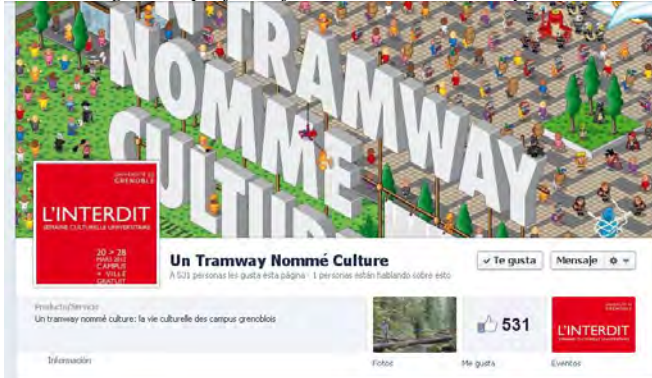 UN TRAMWAY
NOMMÉ
CULTURE
UNIVERSITÉ DE
GRENOBLE
L'INTERDIT
SEMAINE CULTURELLE UNIVERSITAIRE
20 > 28
MARS 2012
CAMPUS
+ VILLE
GRATUIT
Un Tramway Nommé Culture
A 531 personas les gusta esta página · 1 personas están hablando sobre esto
Te gusta
Mensaje
Producto/Servicio
Un tramway nommé culture: la vie culturelle des campus grenoblois
Información
531
L'INTERDIT
Fotos
Me gusta
Eventos